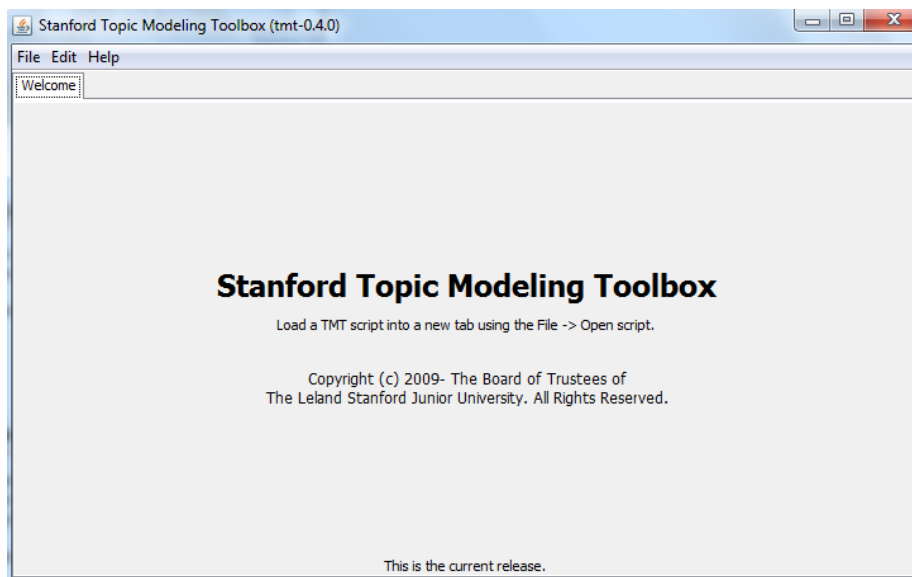 Stanford Topic Modeling Toolbox (tmt-0.4.0)
File Edit Help
Welcome
Stanford Topic Modeling Toolbox
Load a TMT script into a new tab using the File -> Open script.
Copyright (c) 2009- The Board of Trustees of
The Leland Stanford Junior University. All Rights Reserved.
This is the current release.